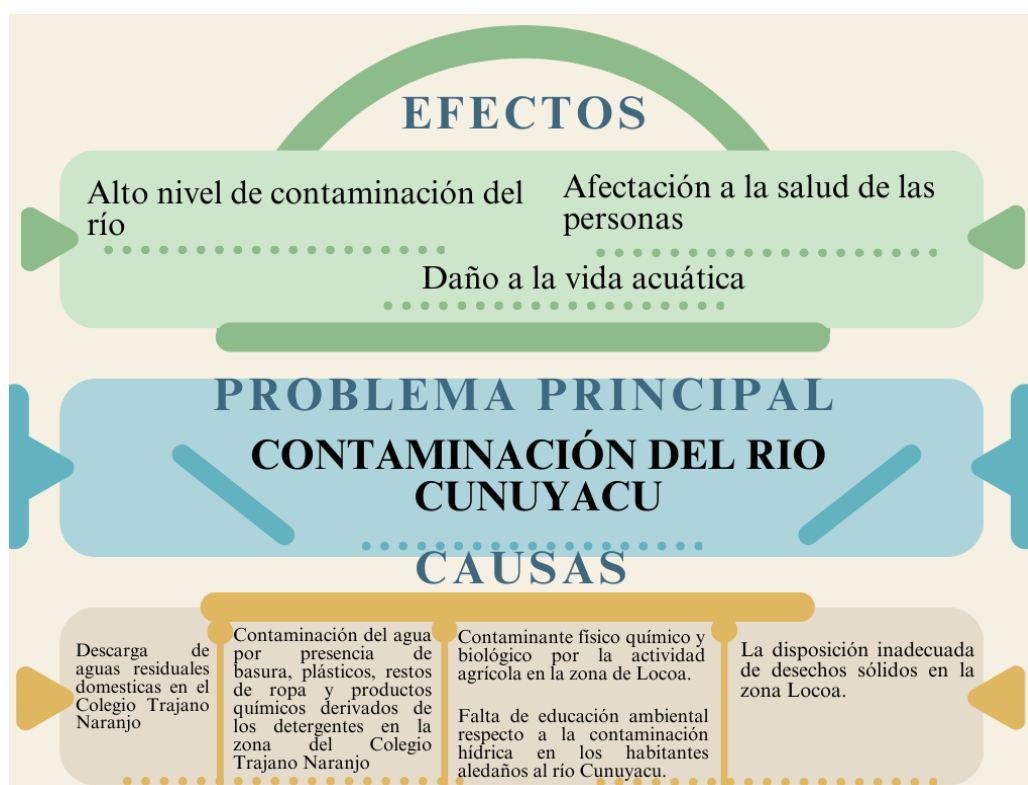 EFECTOS
Alto nivel de contaminación del
río
Afectación a la salud de las
personas
Daño a la vida acuática
PROBLEMA PRINCIPAL
CONTAMINACIÓN DEL RIO
CUNUYACU
CAUSAS
Descarga de
aguas residuales
domesticas en el
Colegio Trajano
Naranjo
Contaminación del agua
por presencia de
basura, plásticos, restos
de ropa y productos
químicos derivados de
los detergentes en la
zona del Colegio
Trajano Naranjo
Contaminante físico químico y
biológico por la actividad
agrícola en la zona de Locoa.
Falta de educación ambiental
respecto a la contaminación
hídrica en los habitantes
aledaños al río Cunuyacu.
La disposición inadecuada
de desechos sólidos en la
zona Locoa.